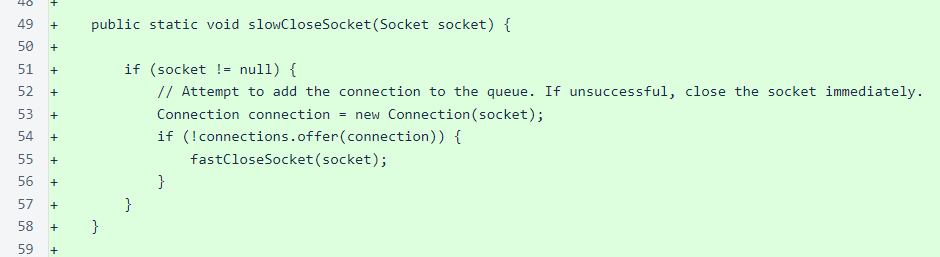 48 +
49 +    public static void slowCloseSocket(Socket socket) {
50 +
51 +        if (socket != null) {
52 +            // Attempt to add the connection to the queue. If unsuccessful, close the socket immediately.
53 +            Connection connection = new Connection(socket);
54 +            if (!connections.offer(connection)) {
55 +                fastCloseSocket(socket);
56 +            }
57 +        }
58 +    }
59 +